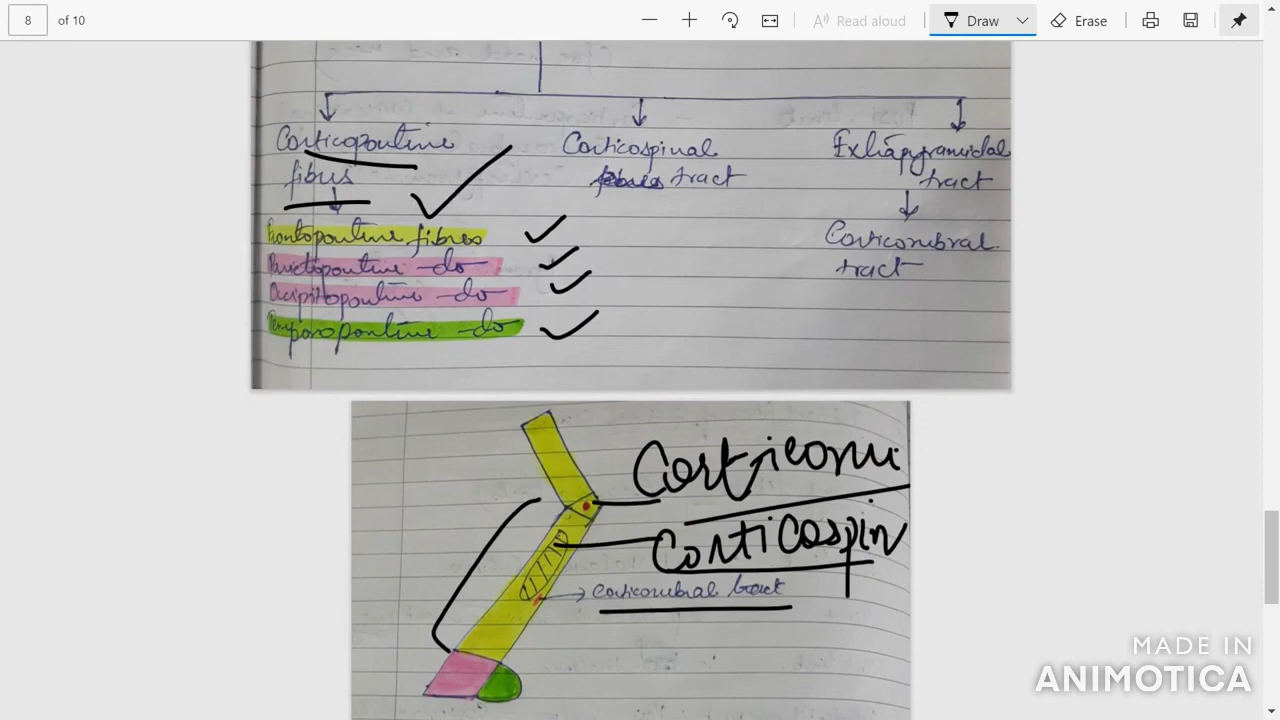 8 of 10
Read aloud
Draw
Erase
Corticopontine
fibres
Corticospinal
tract
Extrapyramidal
tract
Frontopontine fibres
Parietopontine -do-
Occipitopontine -do-
Temporopontine -do-
Corticorubral
tract
Corticonu
Corticospin
Corticorubral tract
MADE IN
ANIMOTICA